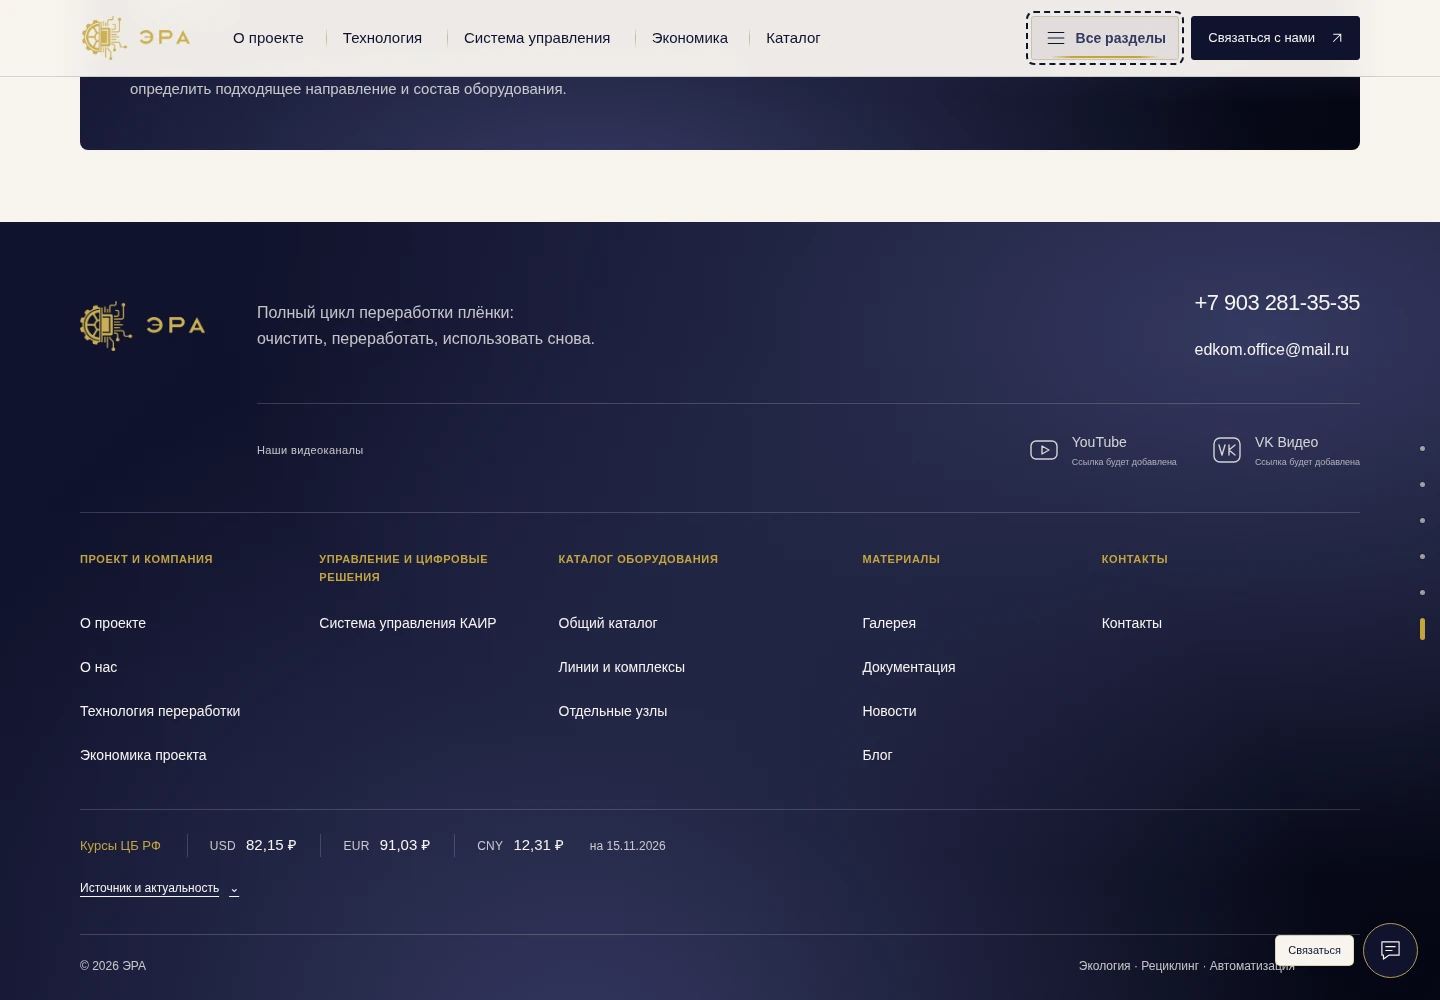 ЭРА
О проекте
Технология
Система управления
Экономика
Каталог
Все разделы
Связаться с нами
определить подходящее направление и состав оборудования.
ЭРА
Полный цикл переработки плёнки:
очистить, переработать, использовать снова.
+7 903 281-35-35
edkom.office@mail.ru
Наши видеоканалы
YouTube
Ссылка будет добавлена
VK Видео
Ссылка будет добавлена
ПРОЕКТ И КОМПАНИЯ
О проекте
О нас
Технология переработки
Экономика проекта
УПРАВЛЕНИЕ И ЦИФРОВЫЕ
РЕШЕНИЯ
Система управления КАИР
КАТАЛОГ ОБОРУДОВАНИЯ
Общий каталог
Линии и комплексы
Отдельные узлы
МАТЕРИАЛЫ
Галерея
Документация
Новости
Блог
КОНТАКТЫ
Контакты
Курсы ЦБ РФ
USD 82,15 ₽
EUR 91,03 ₽
CNY 12,31 ₽
на 15.11.2026
Источник и актуальность
© 2026 ЭРА
Экология · Рециклинг · Автоматизация
Связаться